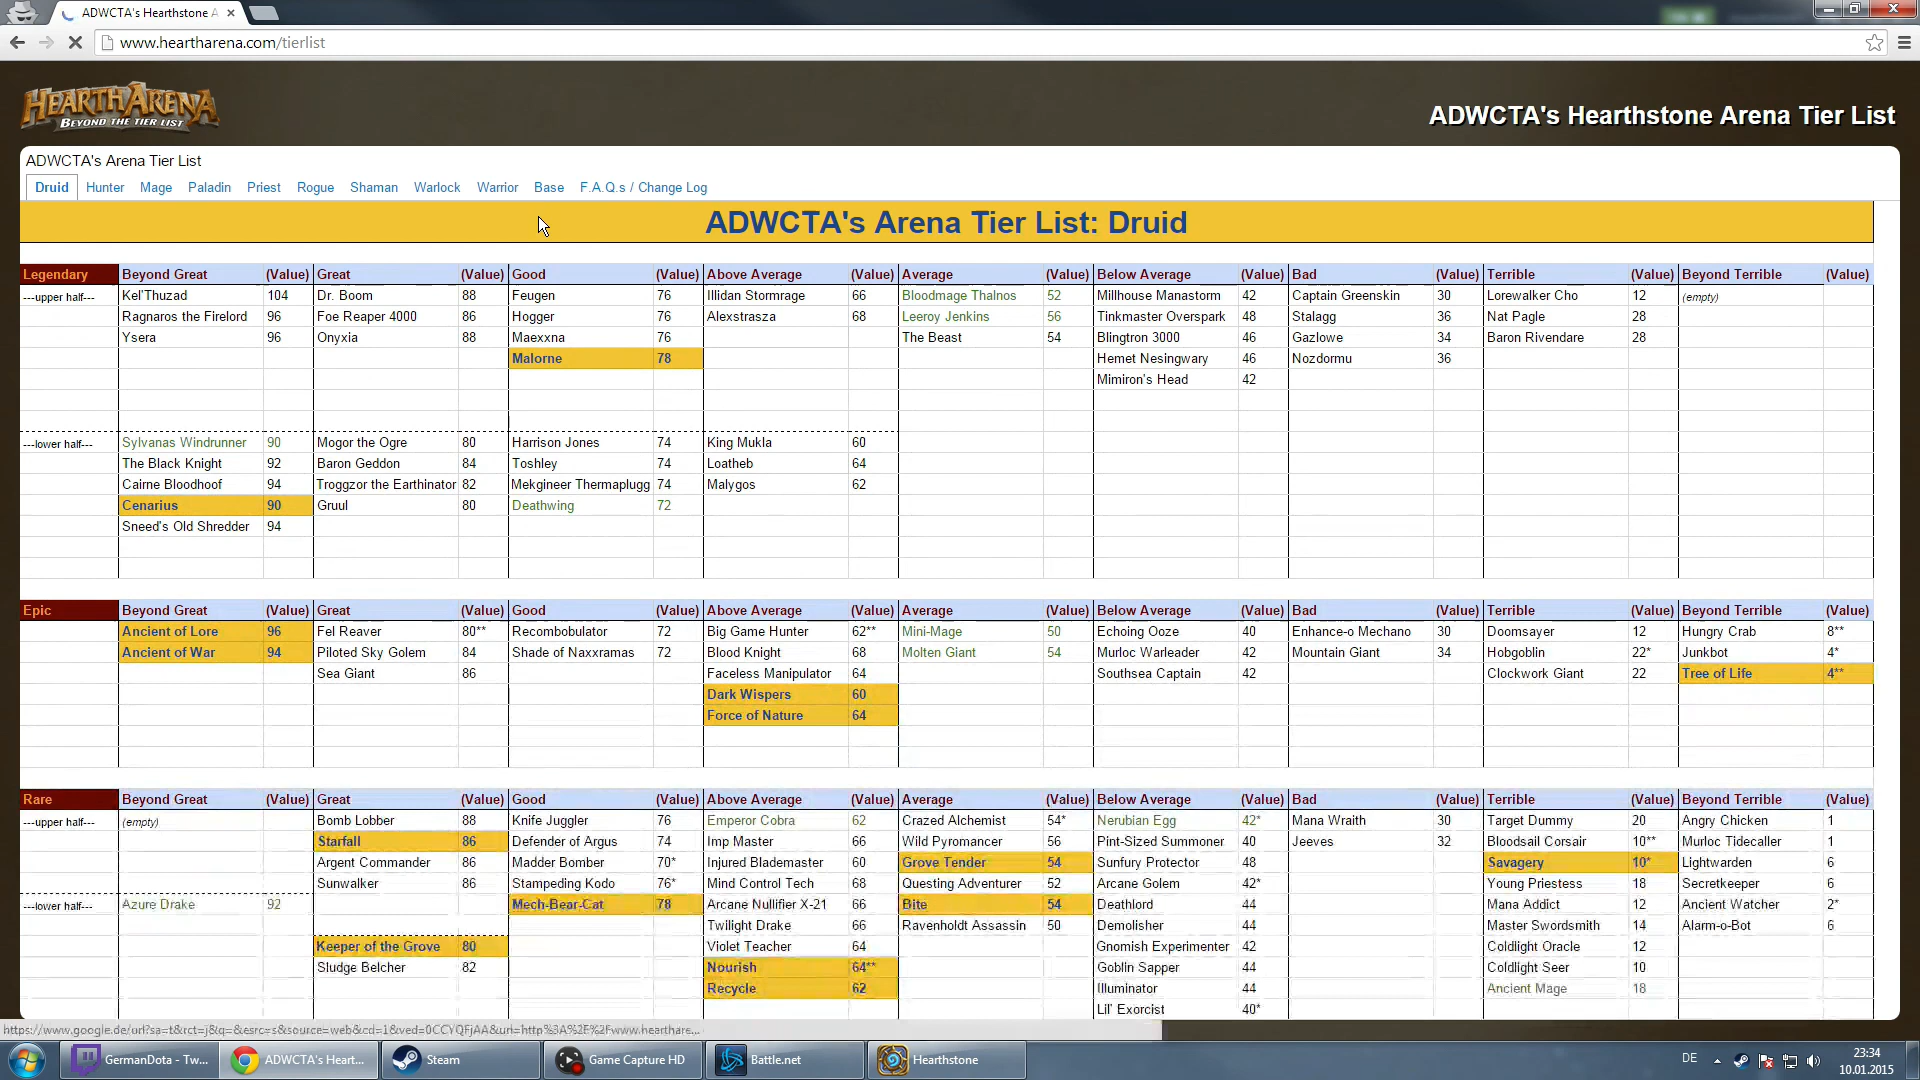 ADWCTA's Hearthstone A
www.heartharena.com/tierlist
HEARTHARENA
BEYOND THE TIER LIST
ADWCTA's Hearthstone Arena Tier List
ADWCTA's Arena Tier List
Druid Hunter Mage Paladin Priest Rogue Shaman Warlock Warrior Base F.A.Q.s / Change Log
ADWCTA's Arena Tier List: Druid
Legendary Beyond Great (Value) Great (Value) Good (Value) Above Average (Value) Average (Value) Below Average (Value) Bad (Value) Terrible (Value) Beyond Terrible (Value)
---upper half--- Kel'Thuzad 104 Dr. Boom 88 Feugen 76 Illidan Stormrage 66 Bloodmage Thalnos 52 Millhouse Manastorm 42 Captain Greenskin 30 Lorewalker Cho 12 (empty)
Ragnaros the Firelord 96 Foe Reaper 4000 86 Hogger 76 Alexstrasza 68 Leeroy Jenkins 56 Tinkmaster Overspark 48 Stalagg 36 Nat Pagle 28
Ysera 96 Onyxia 88 Maexxna 76 The Beast 54 Blingtron 3000 46 Gazlowe 34 Baron Rivendare 28
Malorne 78 Hemet Nesingwary 46 Nozdormu 36
Mimiron's Head 42
---lower half--- Sylvanas Windrunner 90 Mogor the Ogre 80 Harrison Jones 74 King Mukla 60
The Black Knight 92 Baron Geddon 84 Toshley 74 Loatheb 64
Cairne Bloodhoof 94 Troggzor the Earthinator 82 Mekgineer Thermaplugg 74 Malygos 62
Cenarius 90 Gruul 80 Deathwing 72
Sneed's Old Shredder 94
Epic Beyond Great (Value) Great (Value) Good (Value) Above Average (Value) Average (Value) Below Average (Value) Bad (Value) Terrible (Value) Beyond Terrible (Value)
Ancient of Lore 96 Fel Reaver 80** Recombobulator 72 Big Game Hunter 62** Mini-Mage 50 Echoing Ooze 40 Enhance-o Mechano 30 Doomsayer 12 Hungry Crab 8**
Ancient of War 94 Piloted Sky Golem 84 Shade of Naxxramas 72 Blood Knight 68 Molten Giant 54 Murloc Warleader 42 Mountain Giant 34 Hobgoblin 22* Junkbot 4*
Sea Giant 86 Faceless Manipulator 64 Southsea Captain 42 Clockwork Giant 22 Tree of Life 4**
Dark Wispers 60
Force of Nature 64
Rare Beyond Great (Value) Great (Value) Good (Value) Above Average (Value) Average (Value) Below Average (Value) Bad (Value) Terrible (Value) Beyond Terrible (Value)
---upper half--- (empty) Bomb Lobber 88 Knife Juggler 76 Emperor Cobra 62 Crazed Alchemist 54* Nerubian Egg 42* Mana Wraith 30 Target Dummy 20 Angry Chicken 1
Starfall 86 Defender of Argus 74 Imp Master 66 Wild Pyromancer 56 Pint-Sized Summoner 40 Jeeves 32 Bloodsail Corsair 10** Murloc Tidecaller 1
Argent Commander 86 Madder Bomber 70* Injured Blademaster 60 Grove Tender 54 Sunfury Protector 48 Savagery 10* Lightwarden 6
Sunwalker 86 Stampeding Kodo 76* Mind Control Tech 68 Questing Adventurer 52 Arcane Golem 42* Young Priestess 18 Secretkeeper 6
---lower half--- Azure Drake 92 Mech-Bear-Cat 78 Arcane Nullifier X-21 66 Bite 54 Deathlord 44 Mana Addict 12 Ancient Watcher 2*
Twilight Drake 66 Ravenholdt Assassin 50 Demolisher 44 Master Swordsmith 14 Alarm-o-Bot 6
Keeper of the Grove 80 Violet Teacher 64 Gnomish Experimenter 42 Coldlight Oracle 12
Sludge Belcher 82 Nourish 64** Goblin Sapper 44 Coldlight Seer 10
Recycle 62 Illuminator 44 Ancient Mage 18
Lil' Exorcist 40*
GermanDota - Tw... ADWCTA's Heart... Steam Game Capture HD Battle.net Hearthstone DE 23:34
10.01.2015